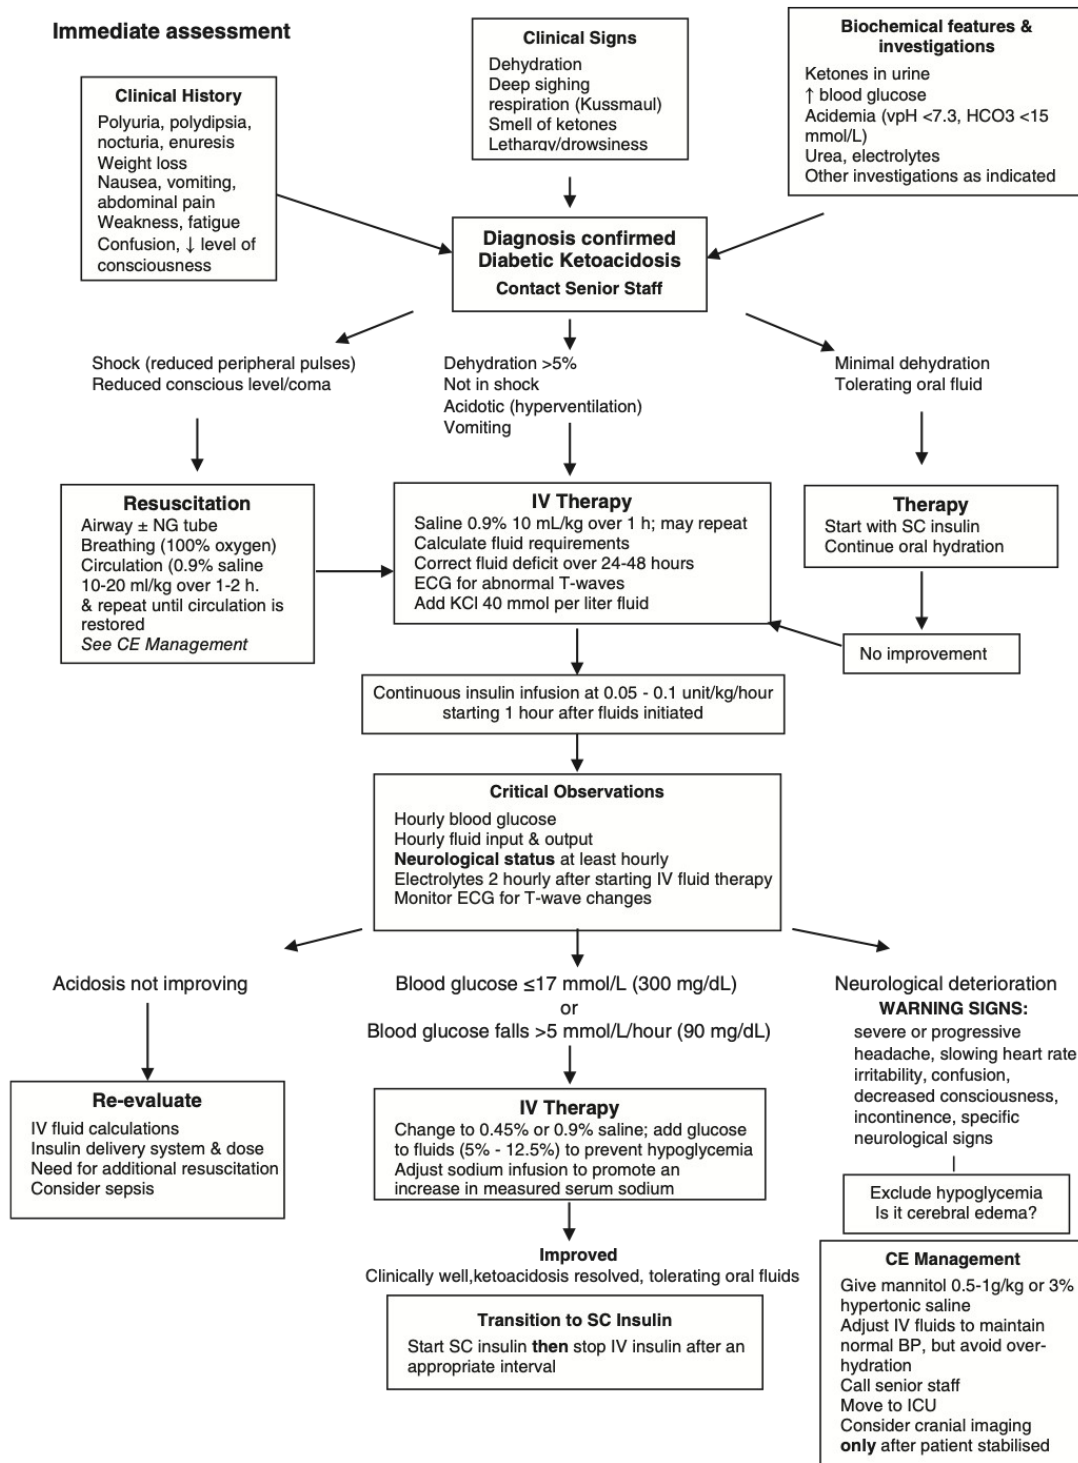 Immediate assessment
Clinical History
Polyuria, polydipsia,
nocturia, enuresis
Weight loss
Nausea, vomiting,
abdominal pain
Weakness, fatigue
Confusion, ↓ level of
consciousness
Clinical Signs
Dehydration
Deep sighing
respiration (Kussmaul)
Smell of ketones
Lethargy/drowsiness
Biochemical features &
investigations
Ketones in urine
↑ blood glucose
Acidemia (vpH <7.3, HCO3 <15
mmol/L)
Urea, electrolytes
Other investigations as indicated
Diagnosis confirmed
Diabetic Ketoacidosis
Contact Senior Staff
Shock (reduced peripheral pulses)
Reduced conscious level/coma
Dehydration >5%
Not in shock
Acidotic (hyperventilation)
Vomiting
Minimal dehydration
Tolerating oral fluid
Resuscitation
Airway ± NG tube
Breathing (100% oxygen)
Circulation (0.9% saline
10-20 ml/kg over 1-2 h.
& repeat until circulation is
restored
See CE Management
IV Therapy
Saline 0.9% 10 mL/kg over 1 h; may repeat
Calculate fluid requirements
Correct fluid deficit over 24-48 hours
ECG for abnormal T-waves
Add KCl 40 mmol per liter fluid
Therapy
Start with SC insulin
Continue oral hydration
No improvement
Continuous insulin infusion at 0.05 - 0.1 unit/kg/hour
starting 1 hour after fluids initiated
Critical Observations
Hourly blood glucose
Hourly fluid input & output
Neurological status at least hourly
Electrolytes 2 hourly after starting IV fluid therapy
Monitor ECG for T-wave changes
Acidosis not improving
Blood glucose ≤17 mmol/L (300 mg/dL)
or
Blood glucose falls >5 mmol/L/hour (90 mg/dL)
Neurological deterioration
WARNING SIGNS:
severe or progressive
headache, slowing heart rate
irritability, confusion,
decreased consciousness,
incontinence, specific
neurological signs
Re-evaluate
IV fluid calculations
Insulin delivery system & dose
Need for additional resuscitation
Consider sepsis
IV Therapy
Change to 0.45% or 0.9% saline; add glucose
to fluids (5% - 12.5%) to prevent hypoglycemia
Adjust sodium infusion to promote an
increase in measured serum sodium
Exclude hypoglycemia
Is it cerebral edema?
Improved
Clinically well,ketoacidosis resolved, tolerating oral fluids
Transition to SC Insulin
Start SC insulin then stop IV insulin after an
appropriate interval
CE Management
Give mannitol 0.5-1g/kg or 3%
hypertonic saline
Adjust IV fluids to maintain
normal BP, but avoid over-
hydration
Call senior staff
Move to ICU
Consider cranial imaging
only after patient stabilised